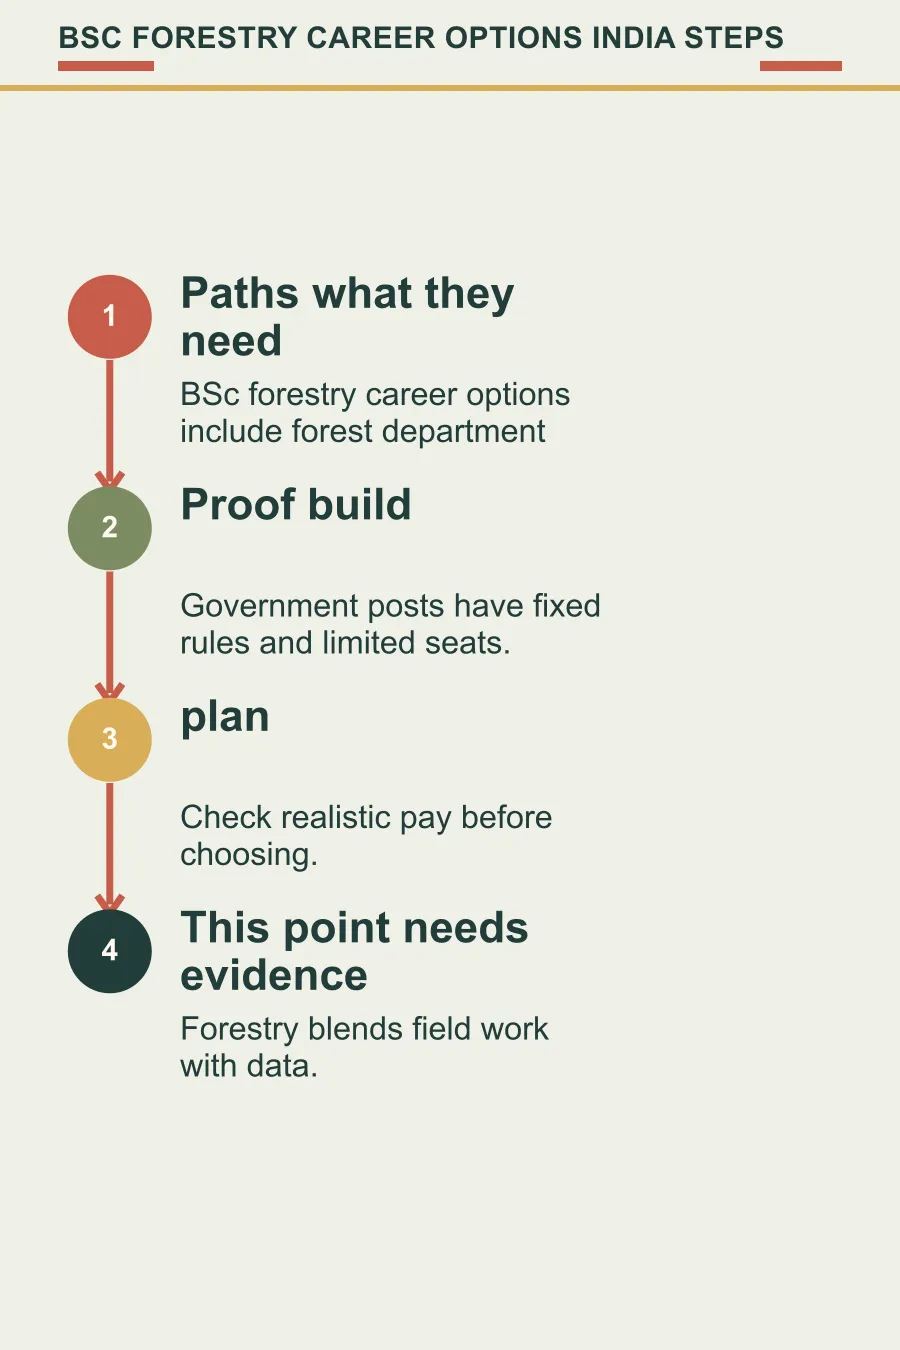 BSC FORESTRY CAREER OPTIONS INDIA STEPS
1
Paths what they
need
BSc forestry career options
include forest department
2
Proof build
Government posts have fixed
rules and limited seats.
3
plan
Check realistic pay before
choosing.
4
This point needs
evidence
Forestry blends field work
with data.